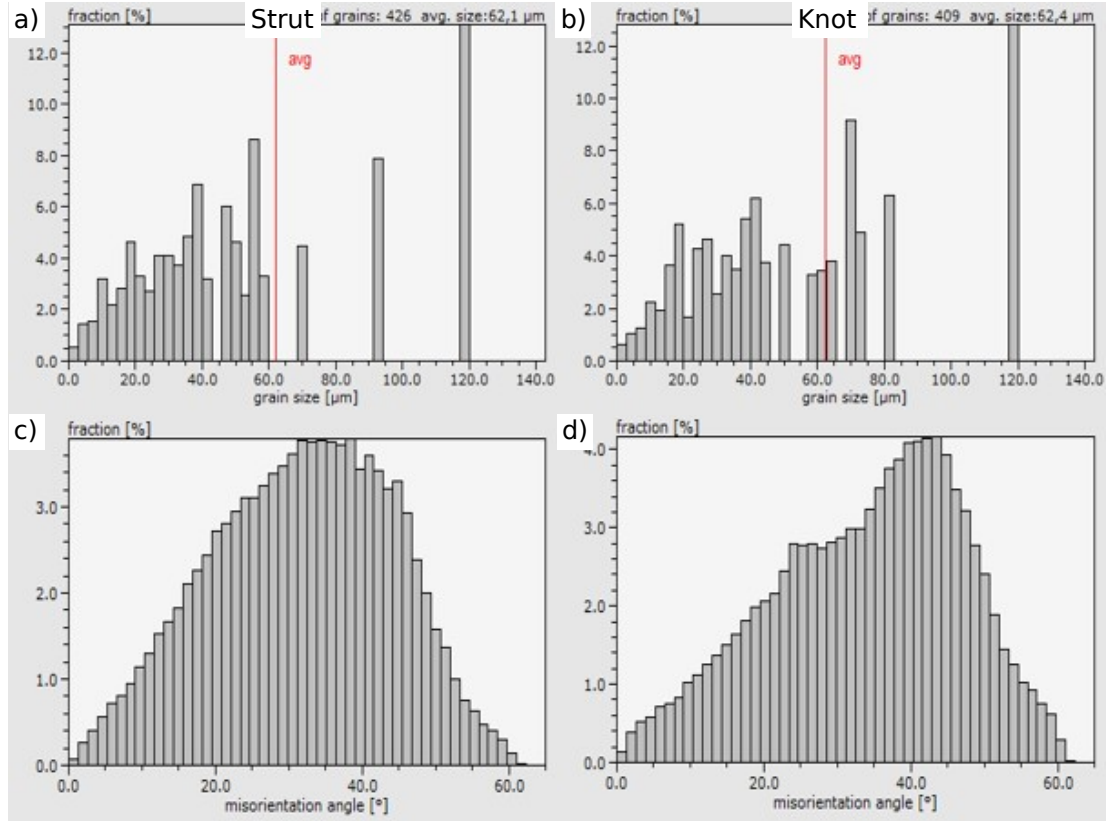 a) fraction [%] Strut of grains: 426 avg. size:62,1 µm
avg
12.0
10.0
8.0
6.0
4.0
2.0
0.0
0.0 20.0 40.0 60.0 80.0 100.0 120.0 140.0
grain size [µm]
b) fraction [%] Knot of grains: 409 avg. size:62,4 µm
avg
12.0
10.0
8.0
6.0
4.0
2.0
0.0
0.0 20.0 40.0 60.0 80.0 100.0 120.0 140.0
grain size [µm]
c) fraction [%]
3.0
2.0
1.0
0.0
0.0 20.0 40.0
misorientation angle [°]
d) fraction [%]
4.0
3.0
2.0
1.0
0.0
0.0 20.0 40.0
misorientation angle [°]